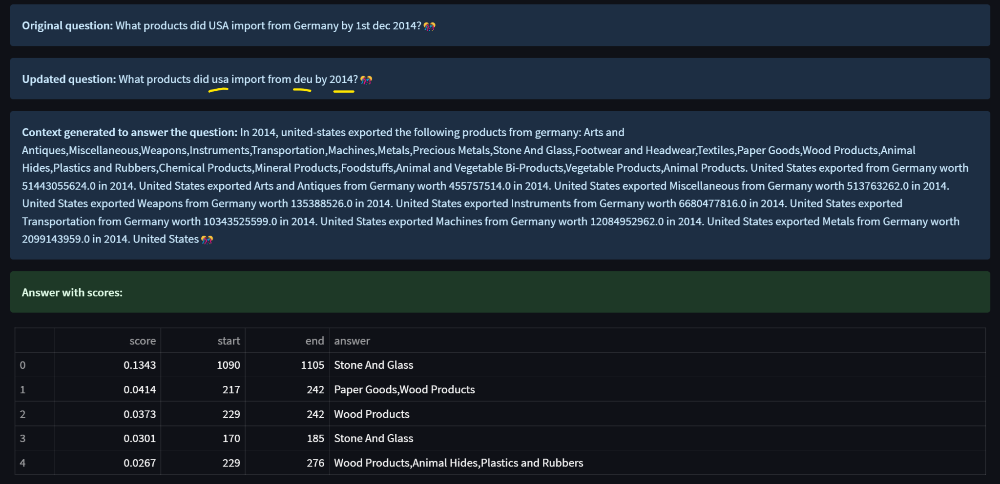 Original question: What products did USA import from Germany by 1st dec 2014?🎊
Updated question: What products did usa import from deu by 2014?🎊
Context generated to answer the question: In 2014, united-states exported the following products from germany: Arts and
Antiques,Miscellaneous,Weapons,Instruments,Transportation,Machines,Metals,Precious Metals,Stone And Glass,Footwear and Headwear,Textiles,Paper Goods,Wood Products,Animal
Hides,Plastics and Rubbers,Chemical Products,Mineral Products,Foodstuffs,Animal and Vegetable Bi-Products,Vegetable Products,Animal Products. United States exported from Germany worth
51443055624.0 in 2014. United States exported Arts and Antiques from Germany worth 455757514.0 in 2014. United States exported Miscellaneous from Germany worth 513763262.0 in 2014.
United States exported Weapons from Germany worth 135388526.0 in 2014. United States exported Instruments from Germany worth 6680477816.0 in 2014. United States exported
Transportation from Germany worth 10343525599.0 in 2014. United States exported Machines from Germany worth 12084952962.0 in 2014. United States exported Metals from Germany worth
2099143959.0 in 2014. United States🎊
Answer with scores:
score start end answer
0 0.1343 1090 1105 Stone And Glass
1 0.0414 217 242 Paper Goods,Wood Products
2 0.0373 229 242 Wood Products
3 0.0301 170 185 Stone And Glass
4 0.0267 229 276 Wood Products,Animal Hides,Plastics and Rubbers